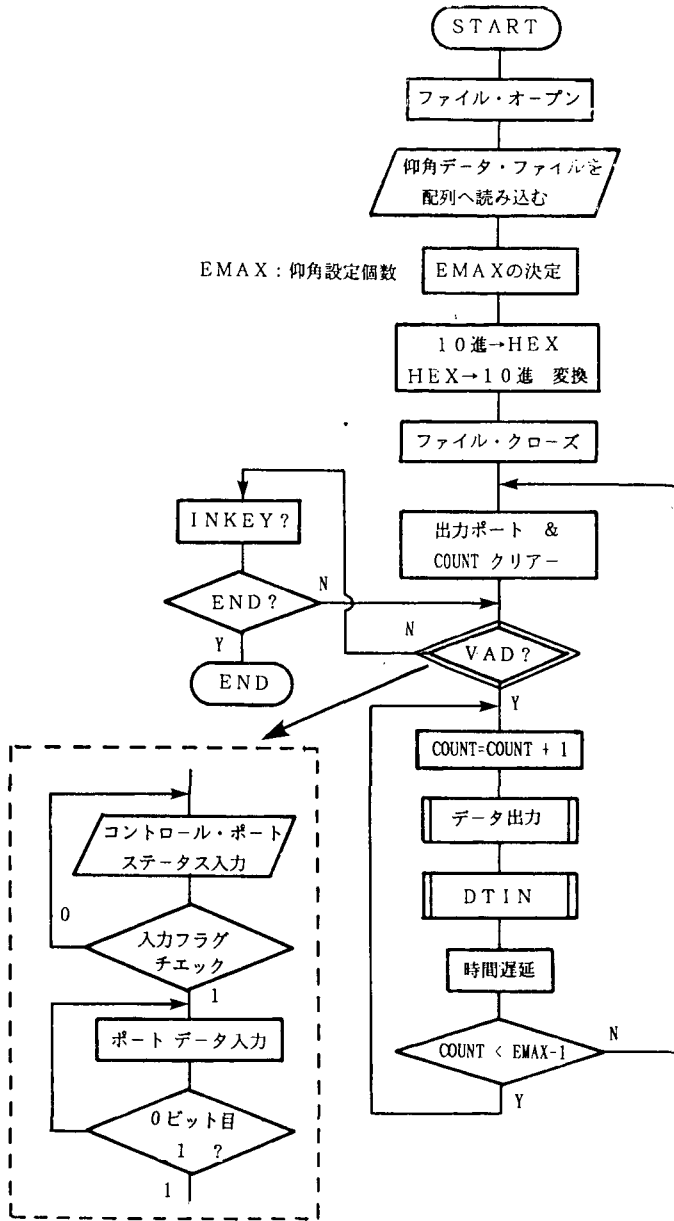 START
ファイル・オープン
仰角データ・ファイルを
配列へ読み込む
EMAX：仰角設定個数
EMAXの決定
10進→HEX
HEX→10進 変換
ファイル・クローズ
INKEY？
出力ポート ＆
COUNT クリアー
END？
N
Y
END
N
VAD？
Y
COUNT=COUNT + 1
データ出力
DTIN
時間遅延
COUNT < EMAX-1
N
Y
コントロール・ポート
ステータス入力
0
入力フラグ
チエック
1
ポート データ入力
0ビット目
1 ？
1